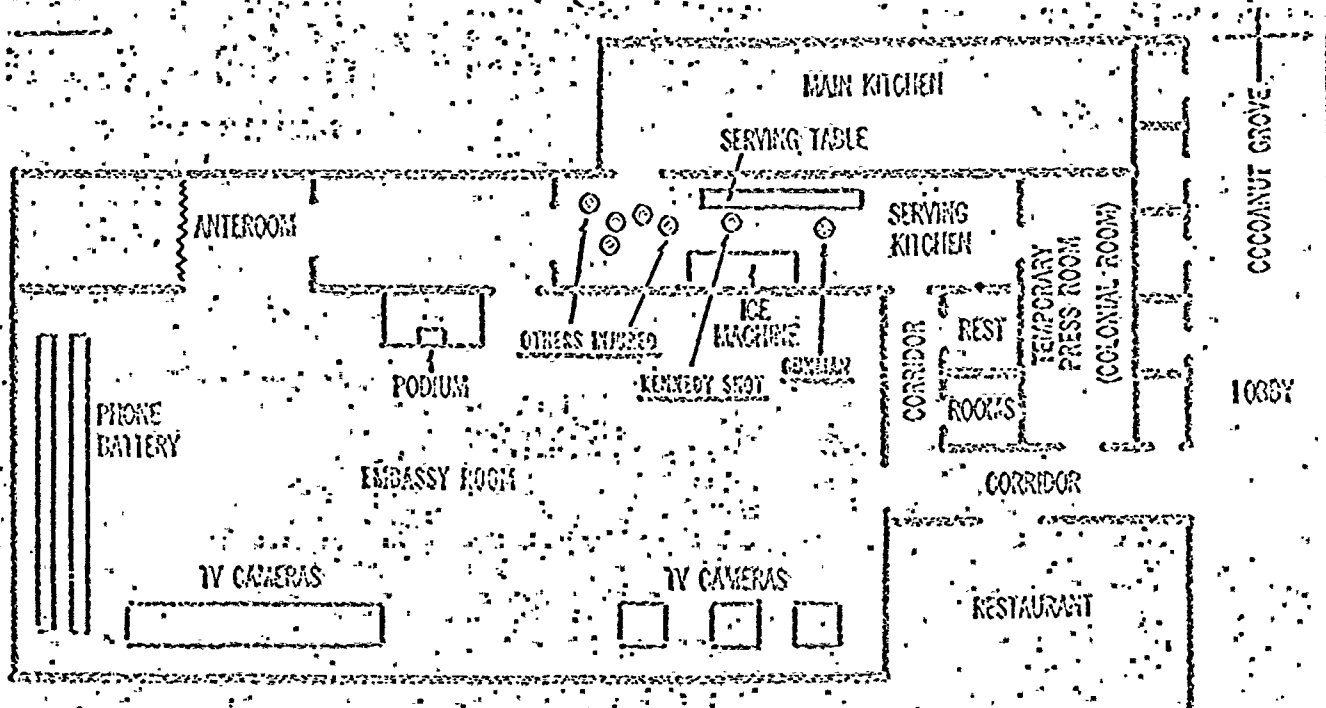 MAIN KITCHEN
SERVING TABLE
COCOANUT GROVE
ANTEROOM
SERVING
KITCHEN
TEMPORARY
PRESS ROOM
(COLONIAL ROOM)
OTHERS INJURED
ICE
MACHINE
KENNEDY SHOT
GUNMAN
CORRIDOR
REST
ROOMS
PODIUM
LOBBY
PHONE
BATTERY
EMBASSY ROOM
CORRIDOR
TV CAMERAS
TV CAMERAS
RESTAURANT